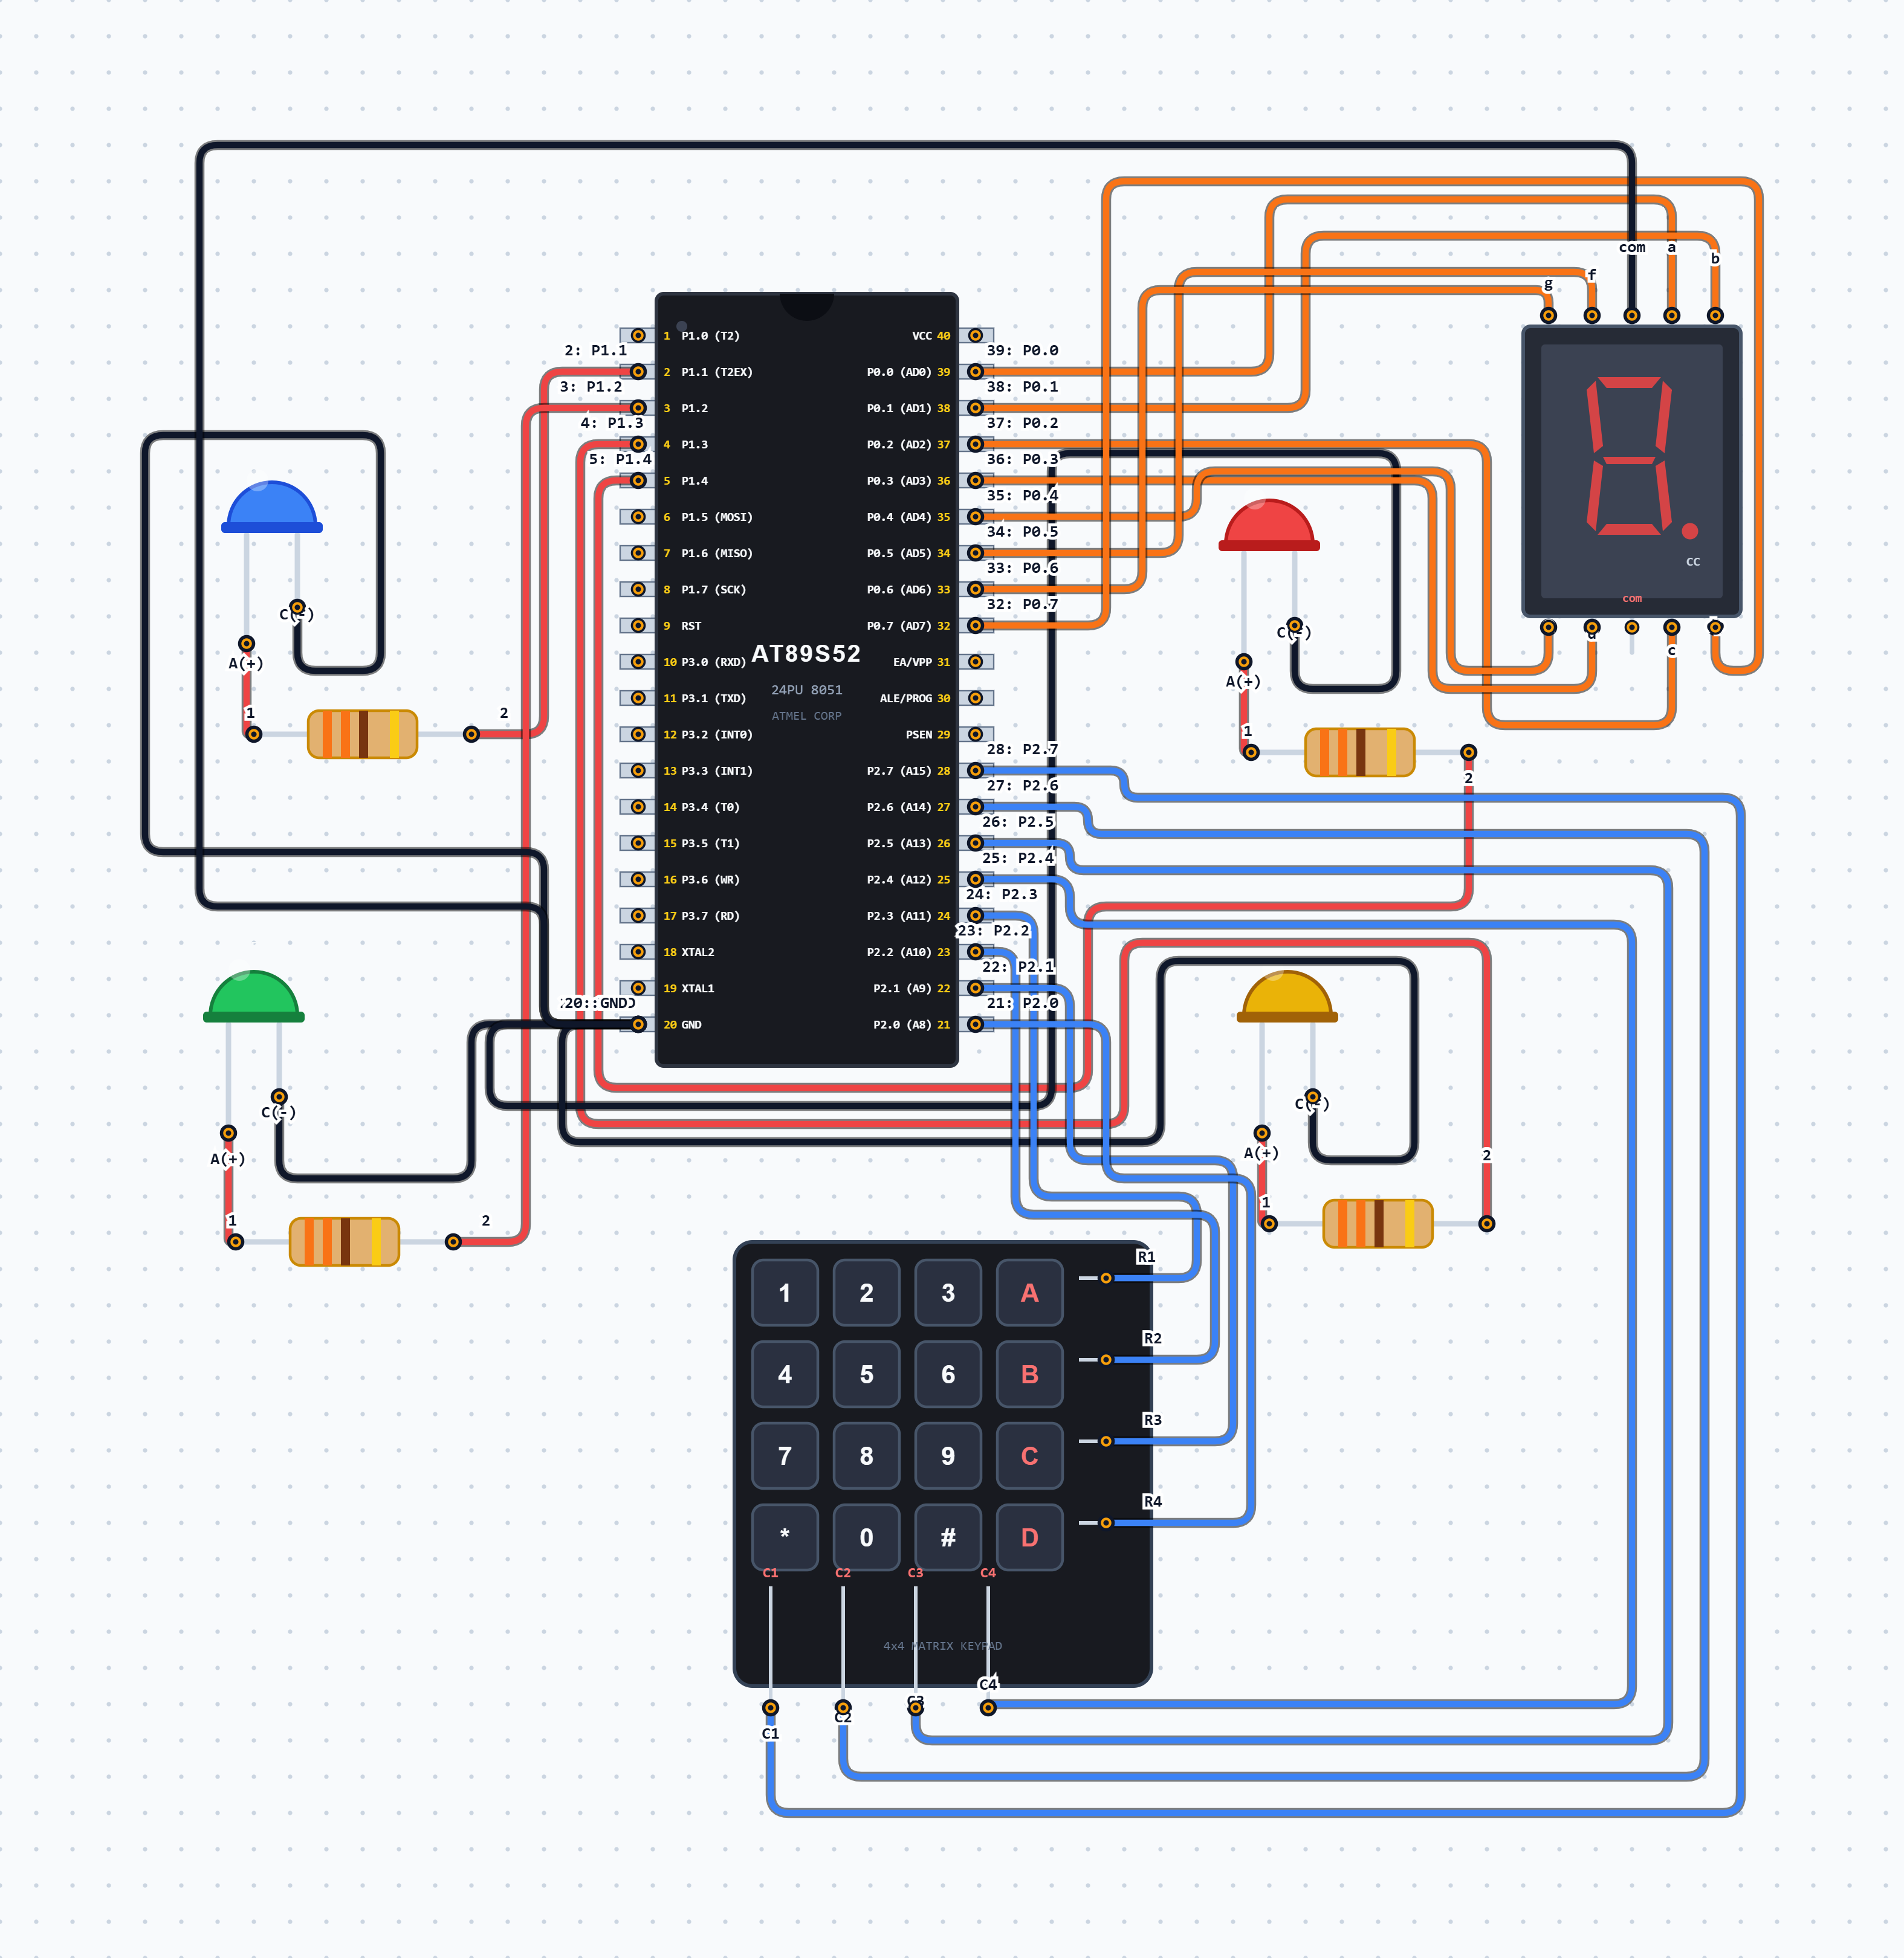 com a b
f
g
1 P1.0 (T2) VCC 40
2: P1.1 39: P0.0
2 P1.1 (T2EX) P0.0 (AD0) 39
3: P1.2 38: P0.1
3 P1.2 P0.1 (AD1) 38
4: P1.3 37: P0.2
4 P1.3 P0.2 (AD2) 37
5: P1.4 36: P0.3
5 P1.4 P0.3 (AD3) 36
35: P0.4
6 P1.5 (MOSI) P0.4 (AD4) 35
34: P0.5
7 P1.6 (MISO) P0.5 (AD5) 34
CC
33: P0.6
8 P1.7 (SCK) P0.6 (AD6) 33
com
32: P0.7
C(-)
9 RST P0.7 (AD7) 32
C(-)
d
c
AT89S52
A(+)
10 P3.0 (RXD) EA/VPP 31
A(+)
24PU 8051
11 P3.1 (TXD) ALE/PROG 30
ATMEL CORP
1 2
12 P3.2 (INT0) PSEN 29
1
28: P2.7
13 P3.3 (INT1) P2.7 (A15) 28
2
27: P2.6
14 P3.4 (T0) P2.6 (A14) 27
26: P2.5
15 P3.5 (T1) P2.5 (A13) 26
25: P2.4
16 P3.6 (WR) P2.4 (A12) 25
24: P2.3
17 P3.7 (RD) P2.3 (A11) 24
23: P2.2
18 XTAL2 P2.2 (A10) 23
22: P2.1
19 XTAL1 P2.1 (A9) 22
20: GND 21: P2.0
20 GND P2.0 (A8) 21
C(-) C(-)
A(+) A(+)
2
1
1 2
R1
1 2 3 A
R2
4 5 6 B
R3
7 8 9 C
R4
* 0 # D
C1 C2 C3 C4
4x4 MATRIX KEYPAD
C4
C3
C2
C1